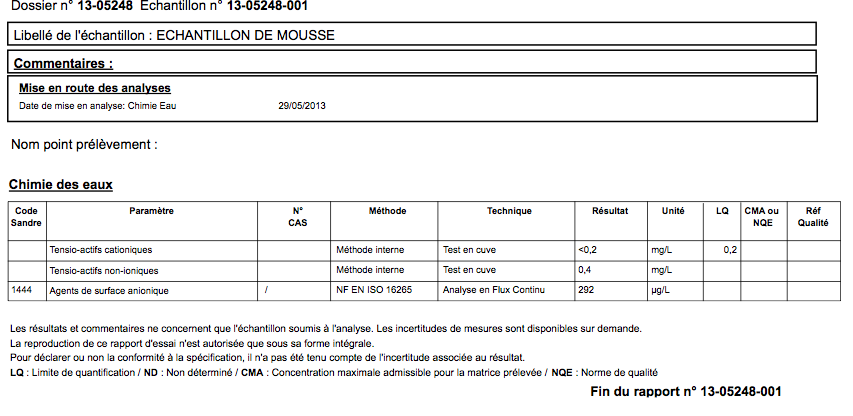 Dossier n° 13-05248 Echantillon n° 13-05248-001
Libellé de l'échantillon : ECHANTILLON DE MOUSSE
Commentaires :
Mise en route des analyses
Date de mise en analyse: Chimie Eau 29/05/2013
Nom point prélèvement :
Chimie des eaux
Code Sandre Paramètre N° CAS Méthode Technique Résultat Unité LQ CMA ou NQE Réf Qualité
Tensio-actifs cationiques Méthode interne Test en cuve <0,2 mg/L 0,2
Tensio-actifs non-ioniques Méthode interne Test en cuve 0,4 mg/L
1444 Agents de surface anionique / NF EN ISO 16265 Analyse en Flux Continu 292 µg/L
Les résultats et commentaires ne concernent que l'échantillon soumis à l'analyse. Les incertitudes de mesures sont disponibles sur demande.
La reproduction de ce rapport d'essai n'est autorisée que sous sa forme intégrale.
Pour déclarer ou non la conformité à la spécification, il n'a pas été tenu compte de l'incertitude associée au résultat.
LQ : Limite de quantification / ND : Non déterminé / CMA : Concentration maximale admissible pour la matrice prélevée / NQE : Norme de qualité
Fin du rapport n° 13-05248-001